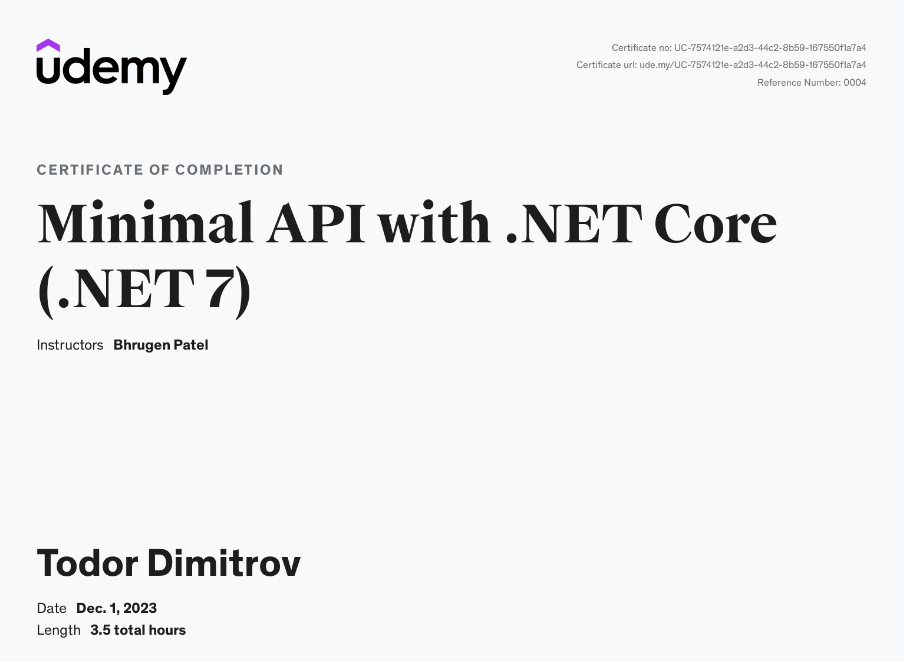 udemy
Certificate no: UC-7574121e-a2d3-44c2-8b59-167550f1a7a4
Certificate url: ude.my/UC-7574121e-a2d3-44c2-8b59-167550f1a7a4
Reference Number: 0004
CERTIFICATE OF COMPLETION
Minimal API with .NET Core
(.NET 7)
Instructors Bhrugen Patel
Todor Dimitrov
Date Dec. 1, 2023
Length 3.5 total hours